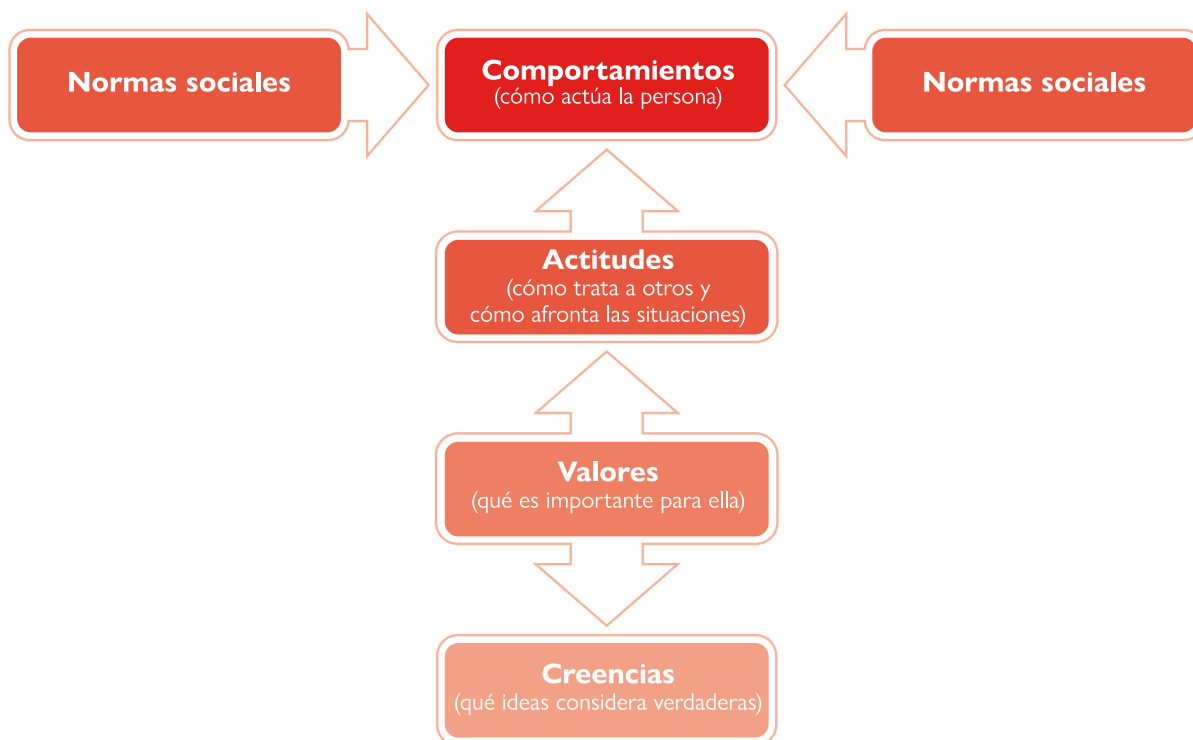 Normas sociales
Comportamientos
(cómo actúa la persona)
Normas sociales
Actitudes
(cómo trata a otros y
cómo afronta las situaciones)
Valores
(qué es importante para ella)
Creencias
(qué ideas considera verdaderas)